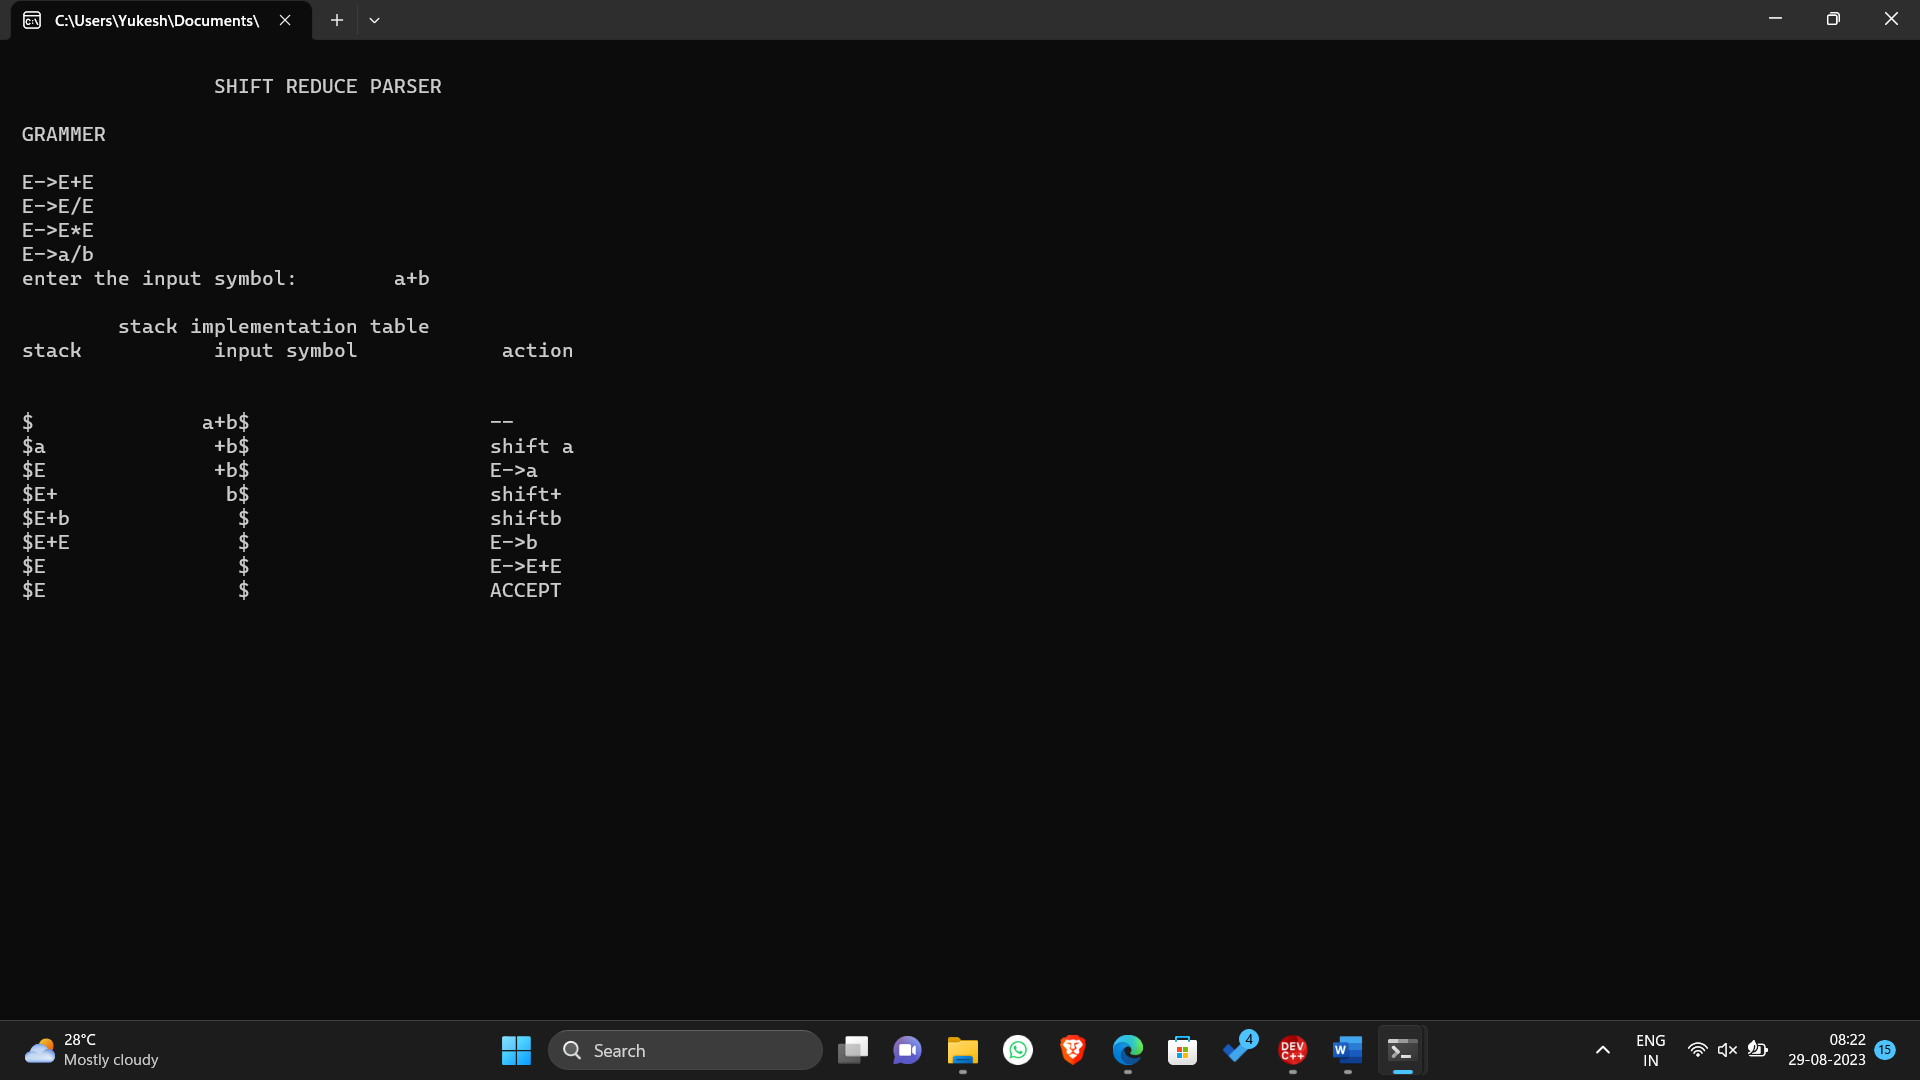 C:\Users\Yukesh\Documents\
SHIFT REDUCE PARSER
GRAMMER
E->E+E
E->E/E
E->E*E
E->a/b
enter the input symbol: a+b
stack implementation table
stack input symbol action
$ a+b$ --
$a +b$ shift a
$E +b$ E->a
$E+ b$ shift+
$E+b $ shiftb
$E+E $ E->b
$E $ E->E+E
$E $ ACCEPT
28°C
Mostly cloudy
Search
4
DEV C++
W
ENG
IN
08:22
29-08-2023
15